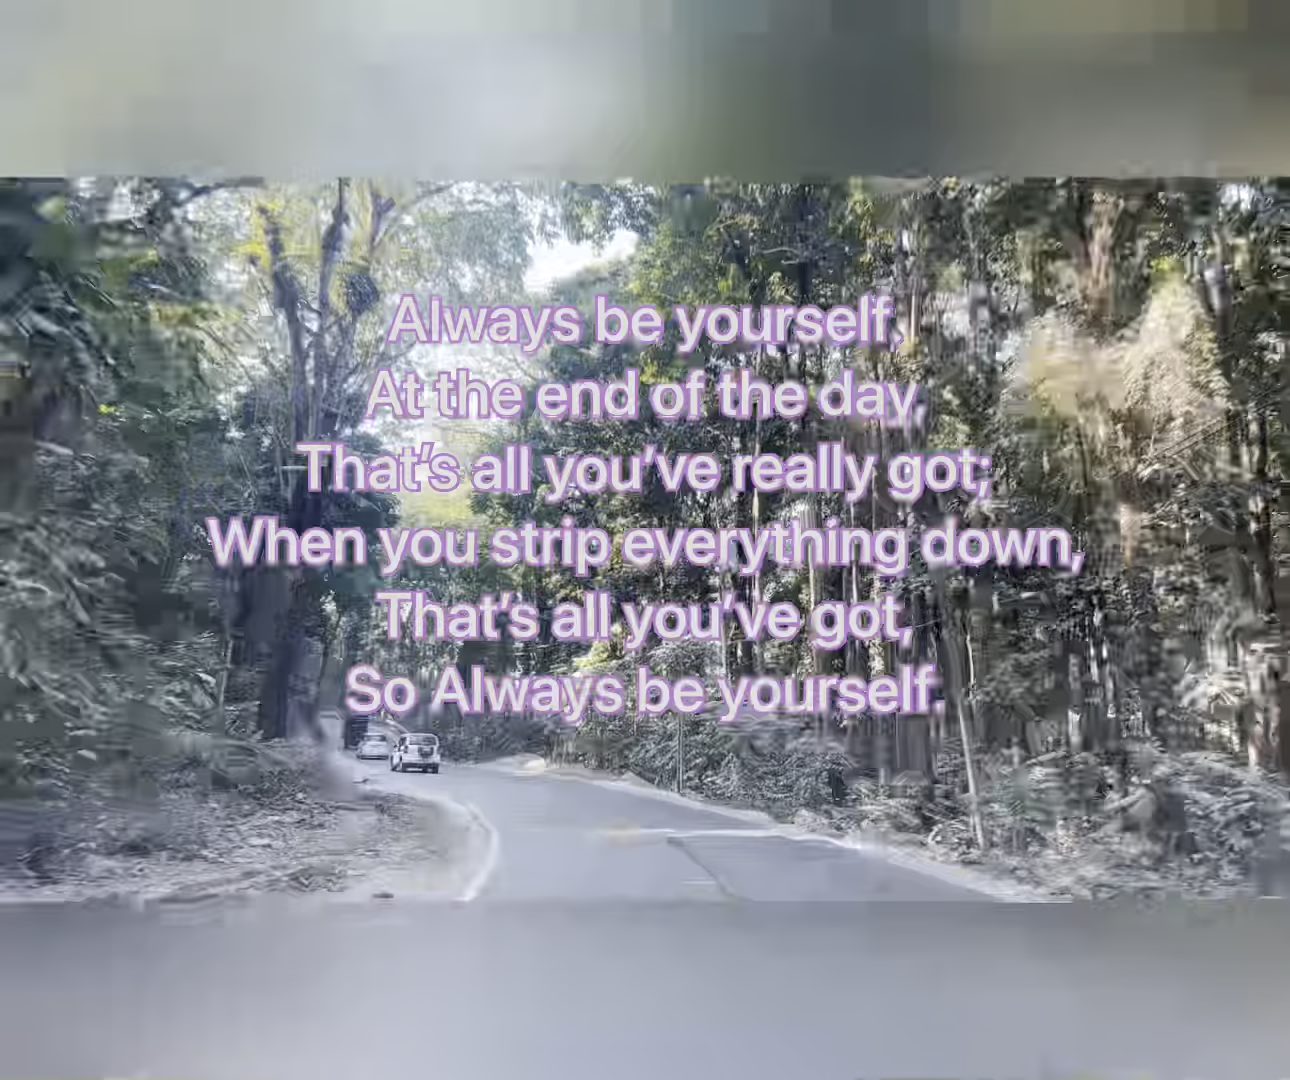 Always be yourself,
At the end of the day,
That's all you've really got;
When you strip everything down,
That's all you've got,
So Always be yourself.